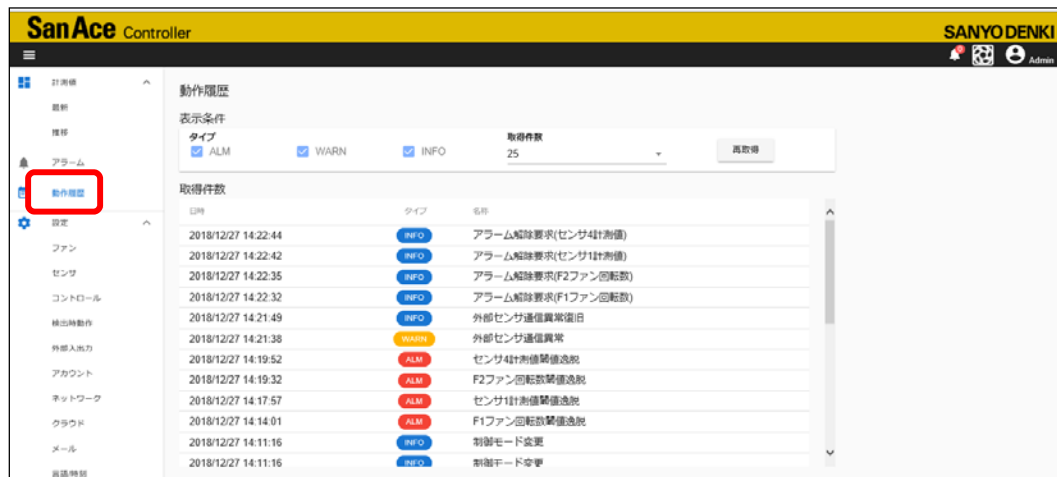 San Ace Controller
SANYO DENKI
Admin
計測値
最新
推移
アラーム
動作履歴
設定
ファン
センサ
コントロール
検出時動作
外部入出力
アカウント
ネットワーク
クラウド
メール
言語/時刻
動作履歴
表示条件
タイプ 取得件数
ALM WARN INFO 25 再取得
取得件数
日時 タイプ 名称
2018/12/27 14:22:44 INFO アラーム解除要求(センサ4計測値)
2018/12/27 14:22:42 INFO アラーム解除要求(センサ1計測値)
2018/12/27 14:22:35 INFO アラーム解除要求(F2ファン回転数)
2018/12/27 14:22:32 INFO アラーム解除要求(F1ファン回転数)
2018/12/27 14:21:49 INFO 外部センサ通信異常復旧
2018/12/27 14:21:38 WARN 外部センサ通信異常
2018/12/27 14:19:52 ALM センサ4計測値閾値逸脱
2018/12/27 14:19:32 ALM F2ファン回転数閾値逸脱
2018/12/27 14:17:57 ALM センサ1計測値閾値逸脱
2018/12/27 14:14:01 ALM F1ファン回転数閾値逸脱
2018/12/27 14:11:16 INFO 制御モード変更
2018/12/27 14:11:16 INFO 制御モード変更